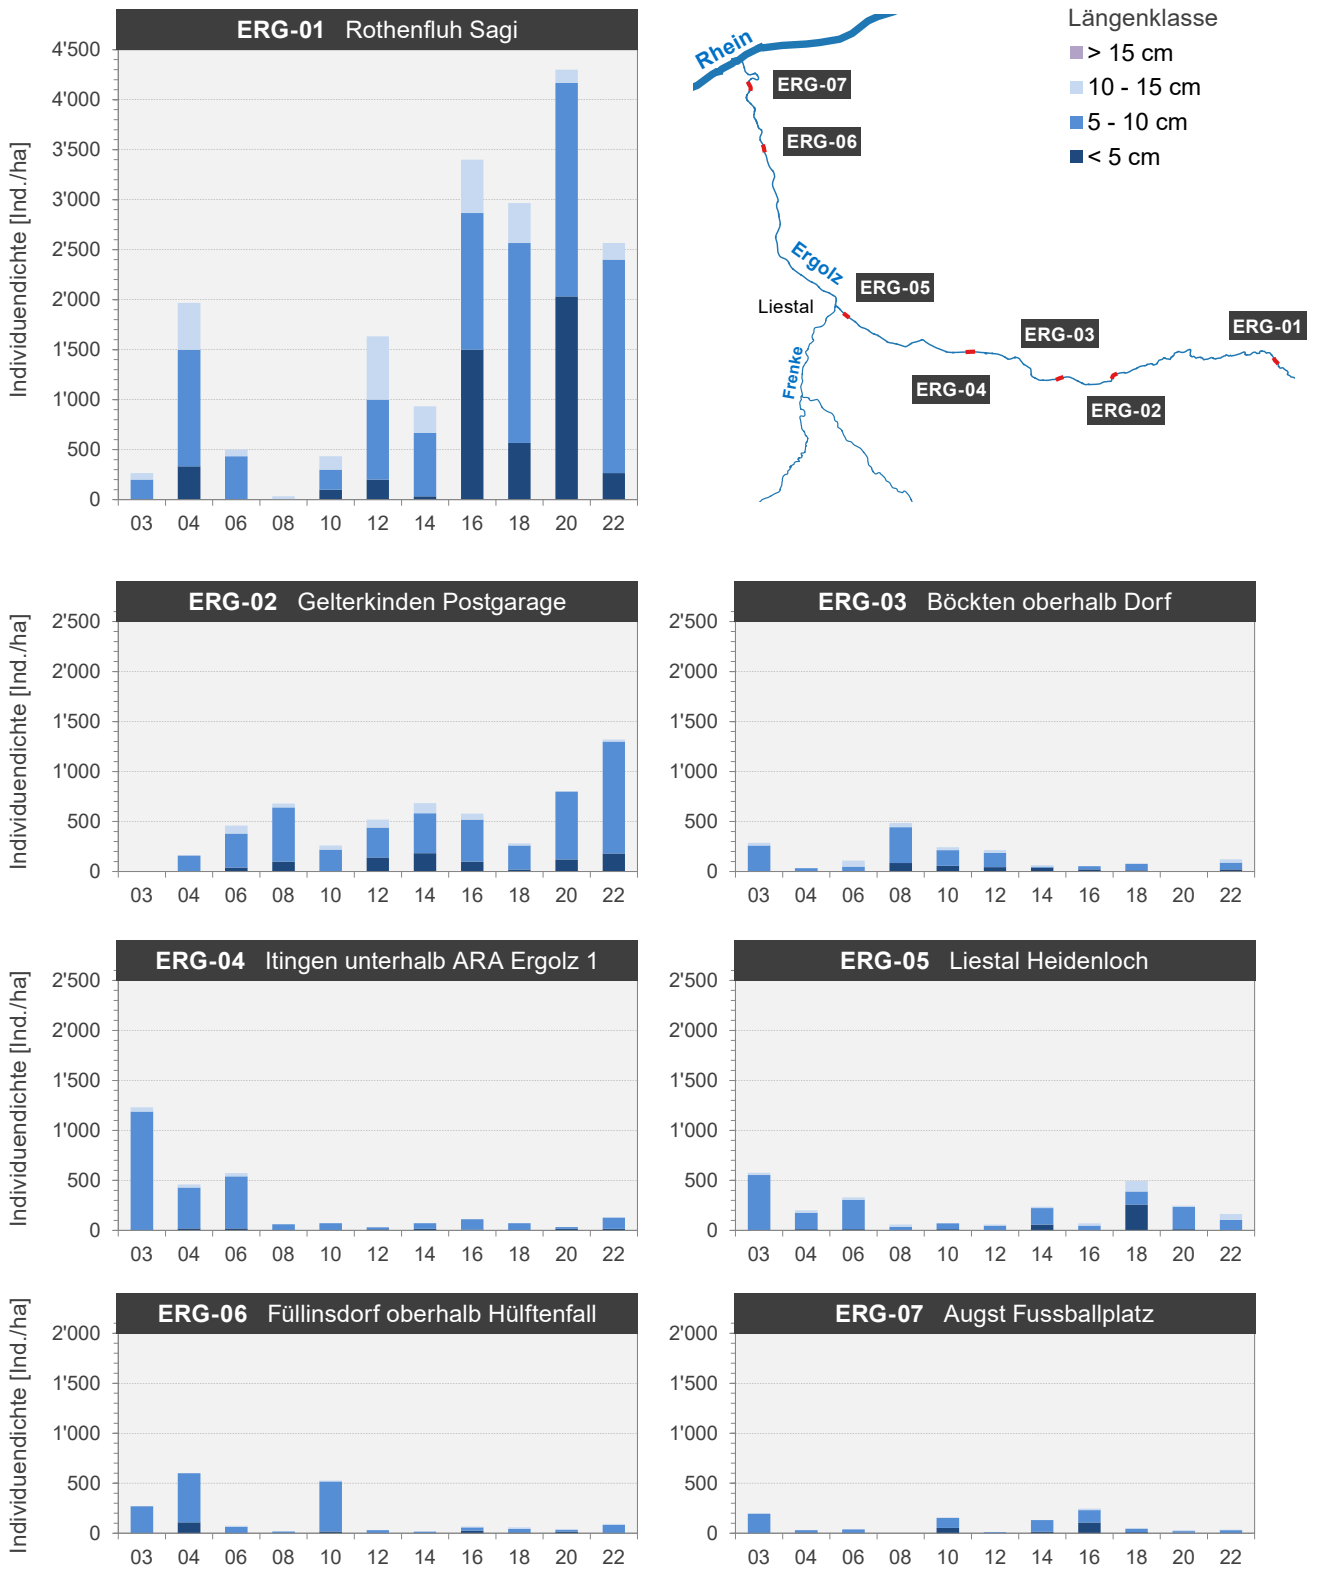 ERG-01 Rothenfluh Sagi
Individuendichte [Ind./ha]
4'500
4'000
3'500
3'000
2'500
2'000
1'500
1'000
500
0
03 04 06 08 10 12 14 16 18 20 22
Rhein
ERG-07
ERG-06
Ergolz
ERG-05
Liestal
ERG-03
ERG-01
Frenke
ERG-04
ERG-02
Längenklasse
> 15 cm
10 - 15 cm
5 - 10 cm
< 5 cm
ERG-02 Gelterkinden Postgarage
Individuendichte [Ind./ha]
2'500
2'000
1'500
1'000
500
0
03 04 06 08 10 12 14 16 18 20 22
ERG-03 Böckten oberhalb Dorf
2'500
2'000
1'500
1'000
500
0
03 04 06 08 10 12 14 16 18 20 22
ERG-04 Itingen unterhalb ARA Ergolz 1
Individuendichte [Ind./ha]
2'500
2'000
1'500
1'000
500
0
03 04 06 08 10 12 14 16 18 20 22
ERG-05 Liestal Heidenloch
2'500
2'000
1'500
1'000
500
0
03 04 06 08 10 12 14 16 18 20 22
ERG-06 Füllinsdorf oberhalb Hülftenfall
Individuendichte [Ind./ha]
2'000
1'500
1'000
500
0
03 04 06 08 10 12 14 16 18 20 22
ERG-07 Augst Fussballplatz
2'000
1'500
1'000
500
0
03 04 06 08 10 12 14 16 18 20 22